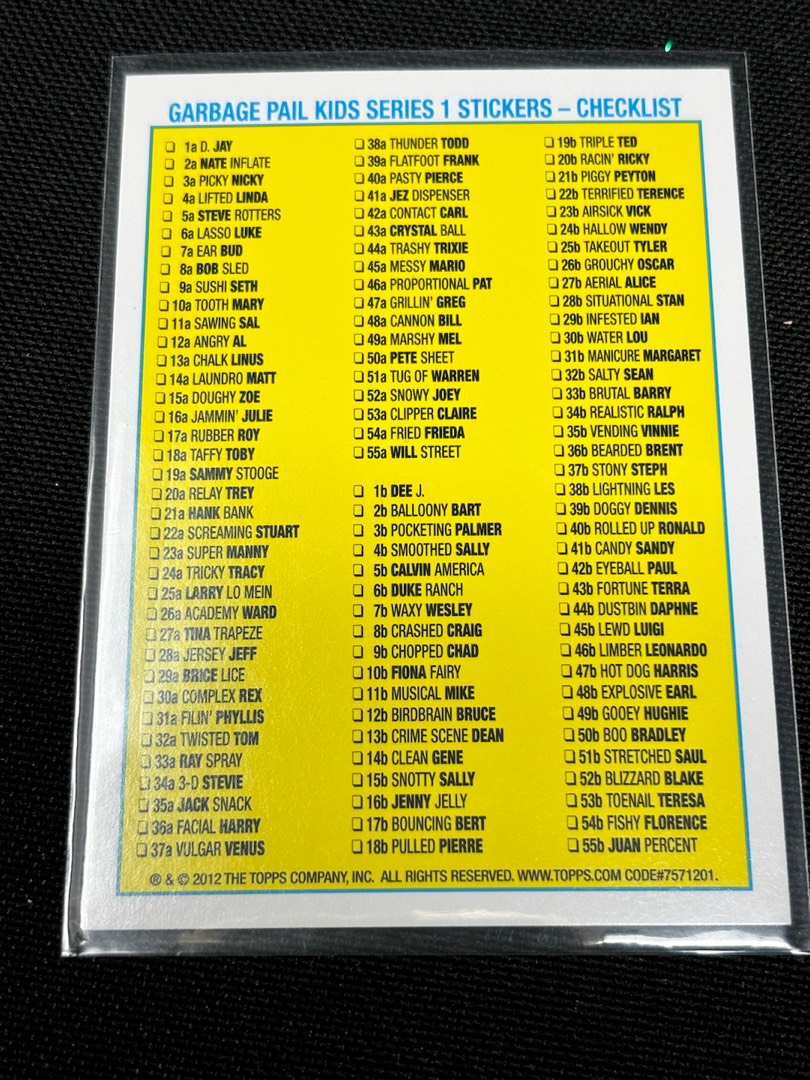 GARBAGE PAIL KIDS SERIES 1 STICKERS – CHECKLIST
1a D. JAY
2a NATE INFLATE
3a PICKY NICKY
4a LIFTED LINDA
5a STEVE ROTTERS
6a LASSO LUKE
7a EAR BUD
8a BOB SLED
9a SUSHI SETH
10a TOOTH MARY
11a SAWING SAL
12a ANGRY AL
13a CHALK LINUS
14a LAUNDRO MATT
15a DOUGHY ZOE
16a JAMMIN' JULIE
17a RUBBER ROY
18a TAFFY TOBY
19a SAMMY STOOGE
20a RELAY TREY
21a HANK BANK
22a SCREAMING STUART
23a SUPER MANNY
24a TRICKY TRACY
25a LARRY LO MEIN
26a ACADEMY WARD
27a TINA TRAPEZE
28a JERSEY JEFF
29a BRICE LICE
30a COMPLEX REX
31a FILIN' PHYLLIS
32a TWISTED TOM
33a RAY SPRAY
34a 3-D STEVIE
35a JACK SNACK
36a FACIAL HARRY
37a VULGAR VENUS
38a THUNDER TODD
39a FLATFOOT FRANK
40a PASTY PIERCE
41a JEZ DISPENSER
42a CONTACT CARL
43a CRYSTAL BALL
44a TRASHY TRIXIE
45a MESSY MARIO
46a PROPORTIONAL PAT
47a GRILLIN' GREG
48a CANNON BILL
49a MARSHY MEL
50a PETE SHEET
51a TUG OF WARREN
52a SNOWY JOEY
53a CLIPPER CLAIRE
54a FRIED FRIEDA
55a WILL STREET
1b DEE J.
2b BALLOONY BART
3b POCKETING PALMER
4b SMOOTHED SALLY
5b CALVIN AMERICA
6b DUKE RANCH
7b WAXY WESLEY
8b CRASHED CRAIG
9b CHOPPED CHAD
10b FIONA FAIRY
11b MUSICAL MIKE
12b BIRDBRAIN BRUCE
13b CRIME SCENE DEAN
14b CLEAN GENE
15b SNOTTY SALLY
16b JENNY JELLY
17b BOUNCING BERT
18b PULLED PIERRE
19b TRIPLE TED
20b RACIN' RICKY
21b PIGGY PEYTON
22b TERRIFIED TERENCE
23b AIRSICK VICK
24b HALLOW WENDY
25b TAKEOUT TYLER
26b GROUCHY OSCAR
27b AERIAL ALICE
28b SITUATIONAL STAN
29b INFESTED IAN
30b WATER LOU
31b MANICURE MARGARET
32b SALTY SEAN
33b BRUTAL BARRY
34b REALISTIC RALPH
35b VENDING VINNIE
36b BEARDED BRENT
37b STONY STEPH
38b LIGHTNING LES
39b DOGGY DENNIS
40b ROLLED UP RONALD
41b CANDY SANDY
42b EYEBALL PAUL
43b FORTUNE TERRA
44b DUSTBIN DAPHNE
45b LEWD LUIGI
46b LIMBER LEONARDO
47b HOT DOG HARRIS
48b EXPLOSIVE EARL
49b GOOEY HUGHIE
50b BOO BRADLEY
51b STRETCHED SAUL
52b BLIZZARD BLAKE
53b TOENAIL TERESA
54b FISHY FLORENCE
55b JUAN PERCENT
® & © 2012 THE TOPPS COMPANY, INC. ALL RIGHTS RESERVED. WWW.TOPPS.COM CODE#7571201.